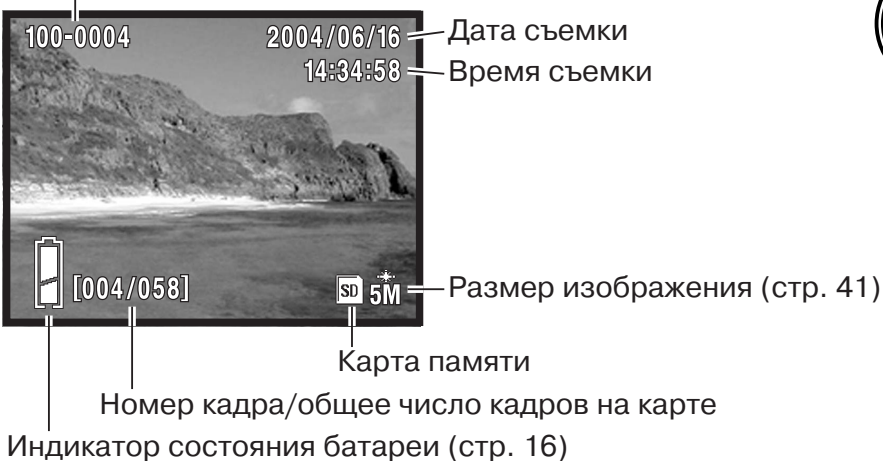 100-0004 2004/06/16 Дата съемки
14:34:58 Время съемки
[004/058] SD 5M Размер изображения (стр. 41)
Карта памяти
Номер кадра/общее число кадров на карте
Индикатор состояния батареи (стр. 16)